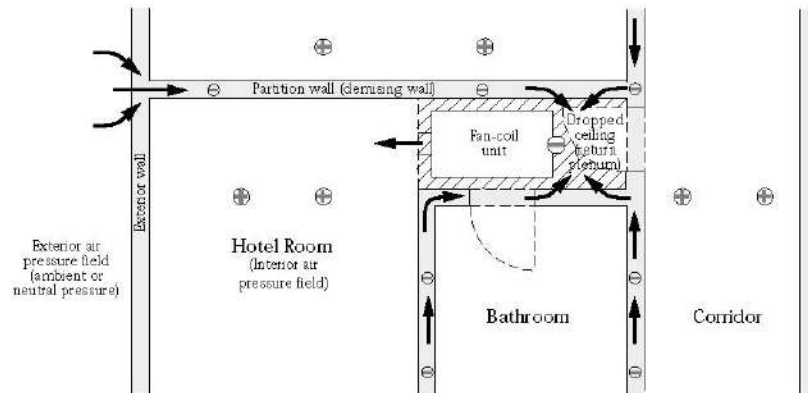 Partition wall (demising wall)
Fan-coil
unit
Dropped
ceiling
(return
plenum)
Exterior wall
Exterior air
pressure field
(ambient or
neutral pressure)
Hotel Room
(Interior air
pressure field)
Bathroom
Corridor